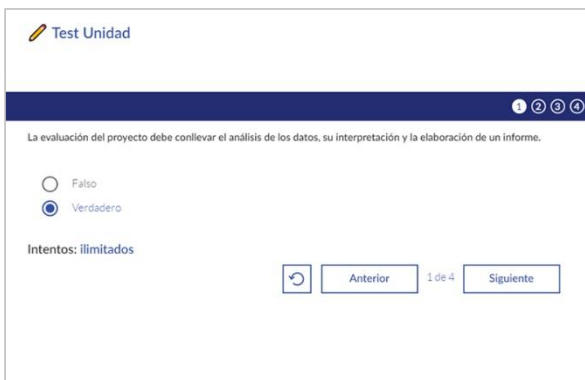 Test Unidad
1 2 3 4
La evaluación del proyecto debe conllevar el análisis de los datos, su interpretación y la elaboración de un informe.
Falso
Verdadero
Intentos: ilimitados
Anterior 1 de 4 Siguiente